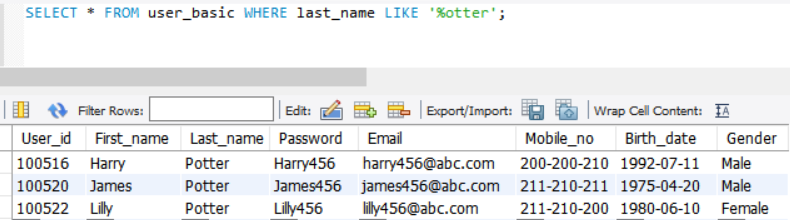 SELECT * FROM user_basic WHERE last_name LIKE '%otter';
Filter Rows: Edit: Export/Import: Wrap Cell Content: IA
User_id First_name Last_name Password Email Mobile_no Birth_date Gender
100516 Harry Potter Harry456 harry456@abc.com 200-200-210 1992-07-11 Male
100520 James Potter James456 james456@abc.com 211-210-211 1975-04-20 Male
100522 Lilly Potter Lilly456 lilly456@abc.com 211-210-200 1980-06-10 Female